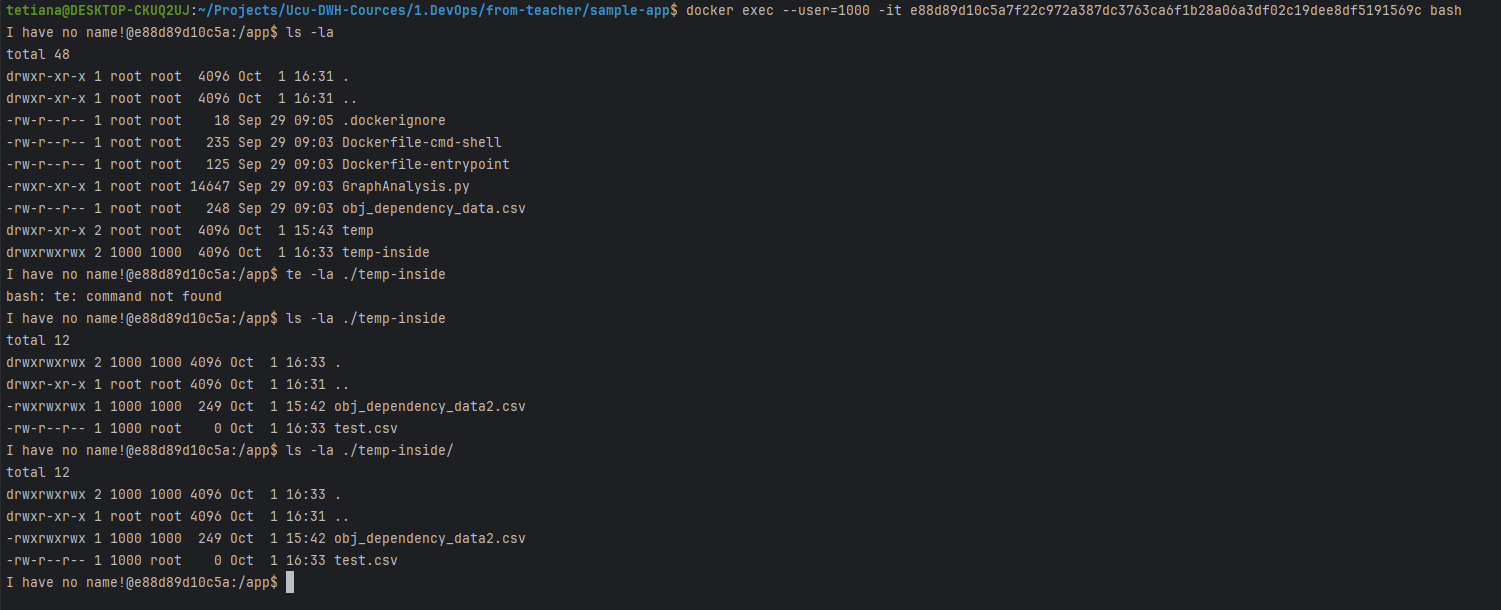 tetiana@DESKTOP-CKUQ2UJ:~/Projects/Ucu-DWH-Cources/1.DevOps/from-teacher/sample-app$ docker exec --user=1000 -it e88d89d10c5a7f22c972a387dc3763ca6f1b28a06a3df02c19dee8df5191569c bash
I have no name!@e88d89d10c5a:/app$ ls -la
total 48
drwxr-xr-x 1 root root  4096 Oct  1 16:31 .
drwxr-xr-x 1 root root  4096 Oct  1 16:31 ..
-rw-r--r-- 1 root root    18 Sep 29 09:05 .dockerignore
-rw-r--r-- 1 root root   235 Sep 29 09:03 Dockerfile-cmd-shell
-rw-r--r-- 1 root root   125 Sep 29 09:03 Dockerfile-entrypoint
-rwxr-xr-x 1 root root 14647 Sep 29 09:03 GraphAnalysis.py
-rw-r--r-- 1 root root   248 Sep 29 09:03 obj_dependency_data.csv
drwxr-xr-x 2 root root  4096 Oct  1 15:43 temp
drwxrwxrwx 2 1000 1000  4096 Oct  1 16:33 temp-inside
I have no name!@e88d89d10c5a:/app$ te -la ./temp-inside
bash: te: command not found
I have no name!@e88d89d10c5a:/app$ ls -la ./temp-inside
total 12
drwxrwxrwx 2 1000 1000 4096 Oct  1 16:33 .
drwxr-xr-x 1 root root 4096 Oct  1 16:31 ..
-rwxrwxrwx 1 1000 1000  249 Oct  1 15:42 obj_dependency_data2.csv
-rw-r--r-- 1 1000 root    0 Oct  1 16:33 test.csv
I have no name!@e88d89d10c5a:/app$ ls -la ./temp-inside/
total 12
drwxrwxrwx 2 1000 1000 4096 Oct  1 16:33 .
drwxr-xr-x 1 root root 4096 Oct  1 16:31 ..
-rwxrwxrwx 1 1000 1000  249 Oct  1 15:42 obj_dependency_data2.csv
-rw-r--r-- 1 1000 root    0 Oct  1 16:33 test.csv
I have no name!@e88d89d10c5a:/app$